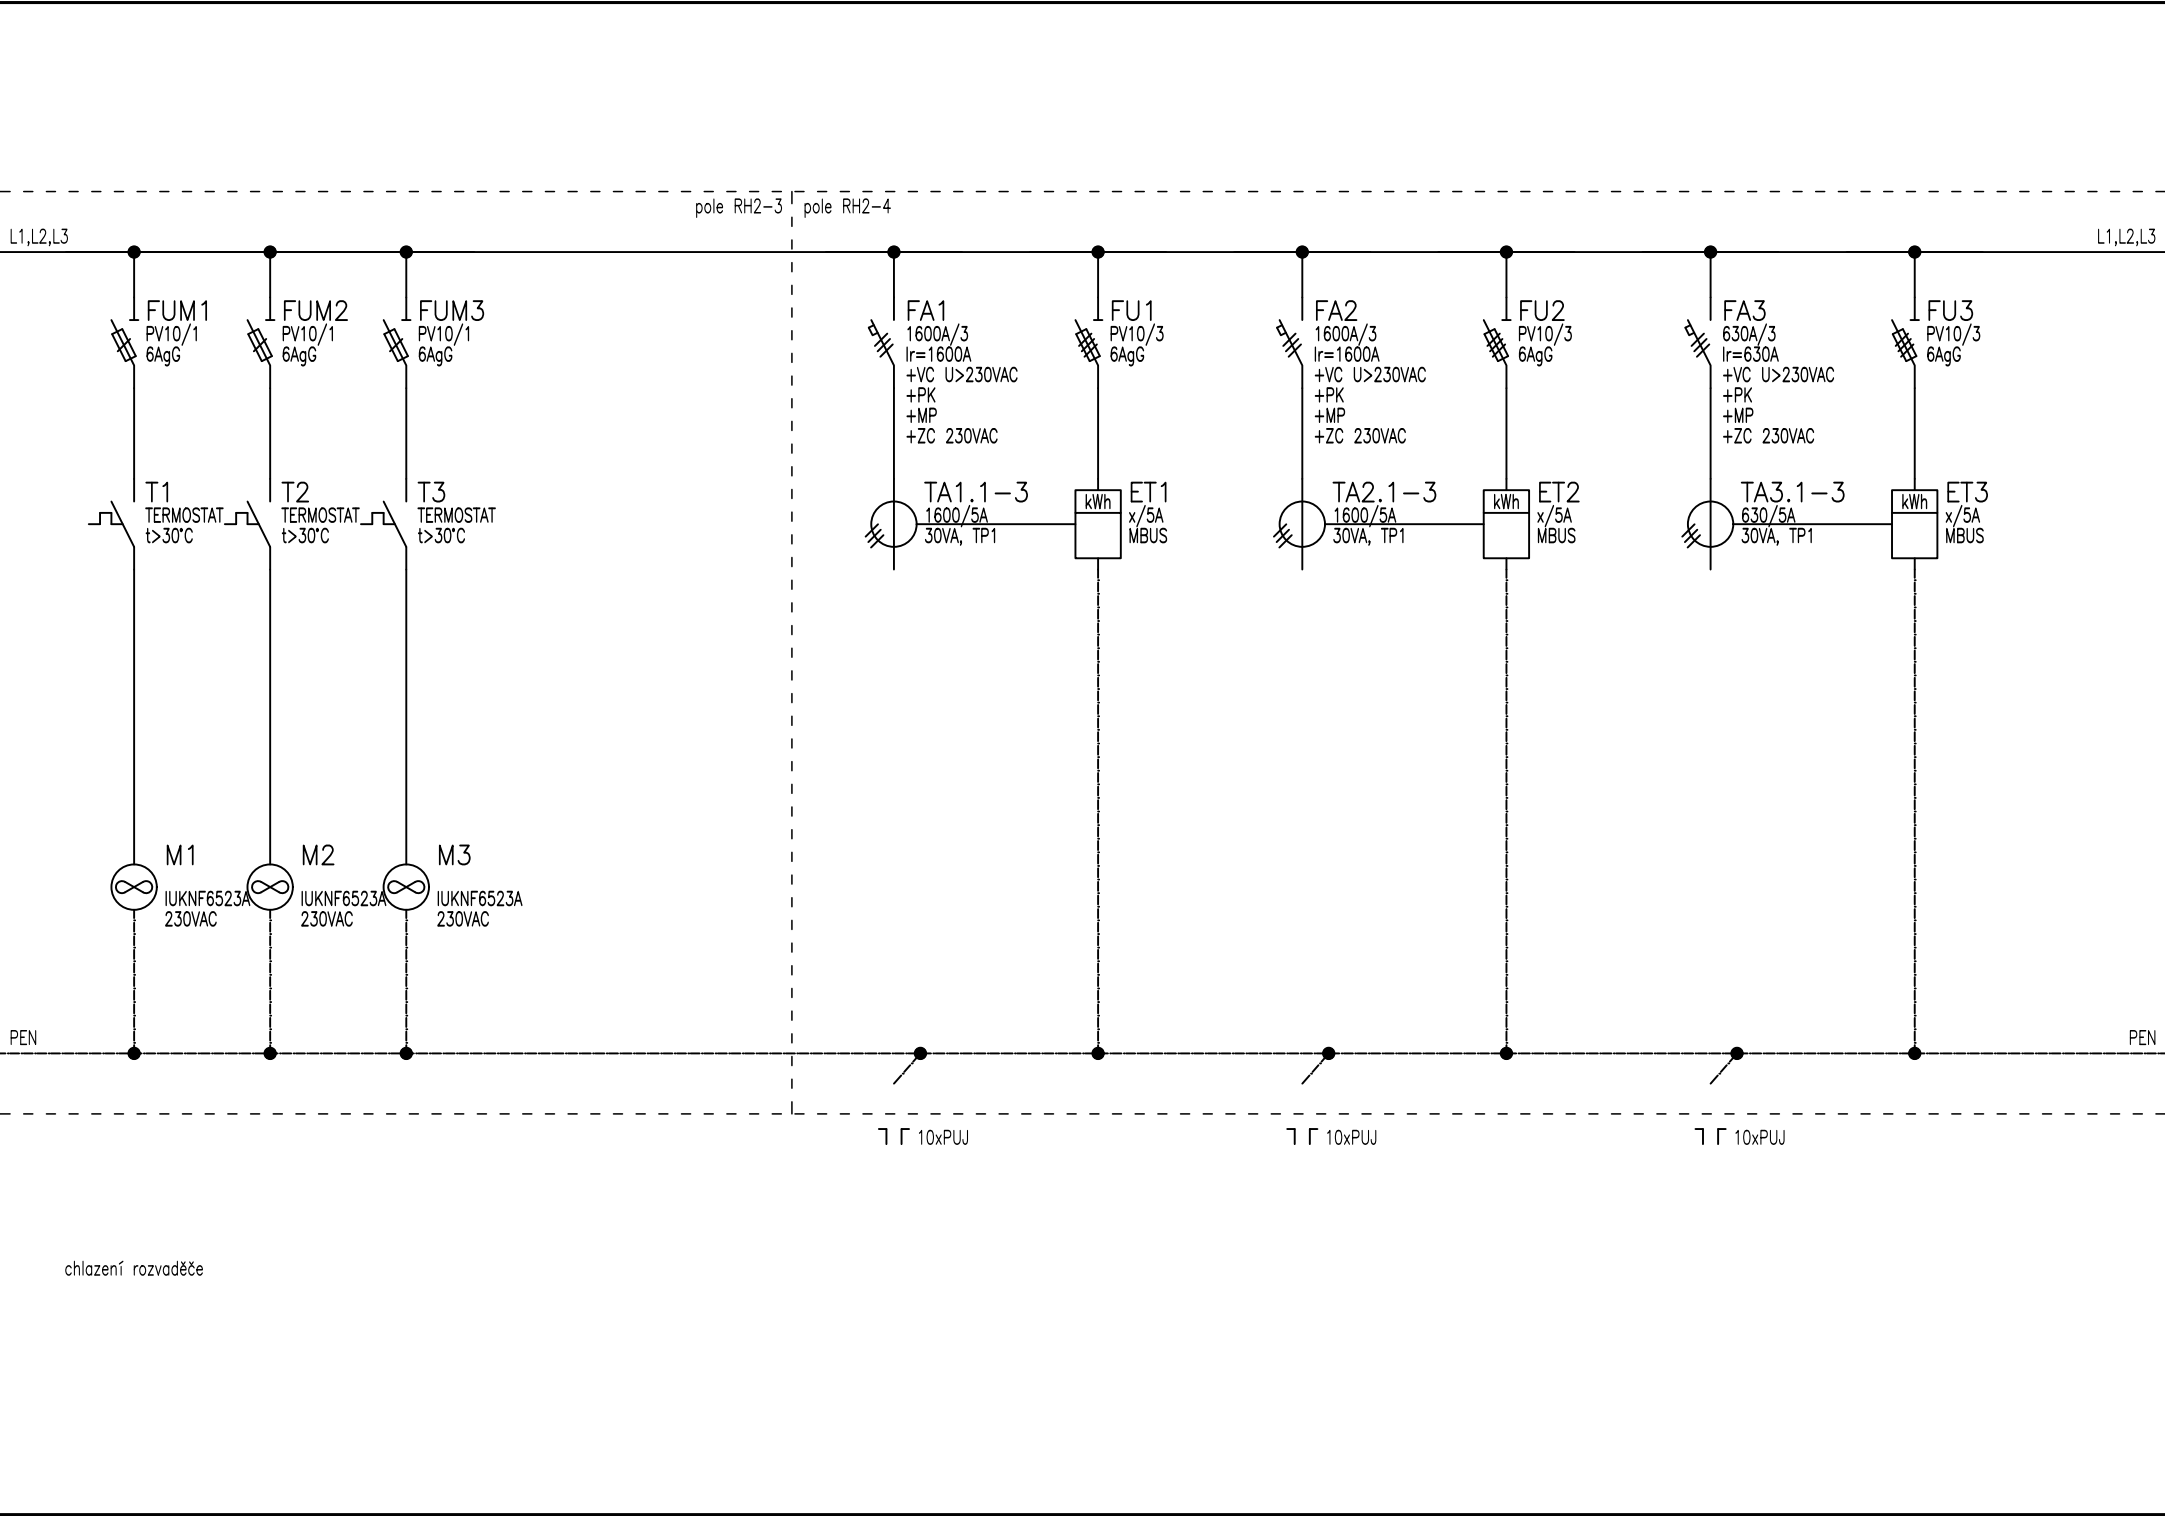 pole RH2-3
pole RH2-4
L1,L2,L3
L1,L2,L3
FUM1
PV10/1
6AgG
FUM2
PV10/1
6AgG
FUM3
PV10/1
6AgG
FA1
1600A/3
Ir=1600A
+VC U>230VAC
+PK
+MP
+ZC 230VAC
FU1
PV10/3
6AgG
FA2
1600A/3
Ir=1600A
+VC U>230VAC
+PK
+MP
+ZC 230VAC
FU2
PV10/3
6AgG
FA3
630A/3
Ir=630A
+VC U>230VAC
+PK
+MP
+ZC 230VAC
FU3
PV10/3
6AgG
T1
TERMOSTAT
t>30°C
T2
TERMOSTAT
t>30°C
T3
TERMOSTAT
t>30°C
TA1.1-3
1600/5A
30VA, TP1
kWh
ET1
x/5A
MBUS
TA2.1-3
1600/5A
30VA, TP1
kWh
ET2
x/5A
MBUS
TA3.1-3
630/5A
30VA, TP1
kWh
ET3
x/5A
MBUS
M1
IUKNF6523A
230VAC
M2
IUKNF6523A
230VAC
M3
IUKNF6523A
230VAC
PEN
PEN
10xPUJ
10xPUJ
10xPUJ
chlazení rozvaděče